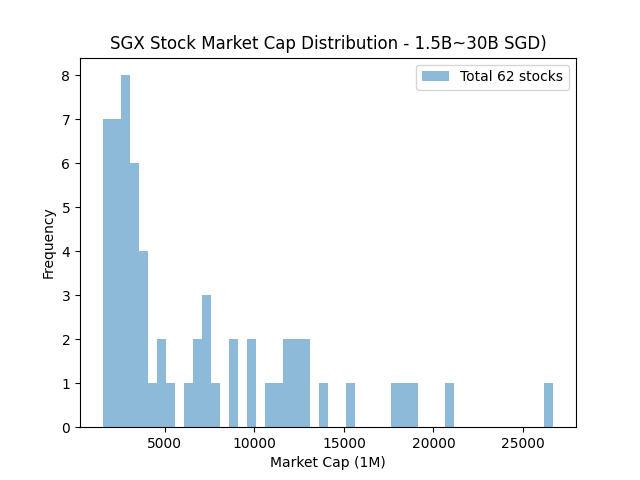 SGX Stock Market Cap Distribution - 1.5B~30B SGD)
Total 62 stocks
8
7
6
5
4
3
2
1
0
Frequency
5000 10000 15000 20000 25000
Market Cap (1M)